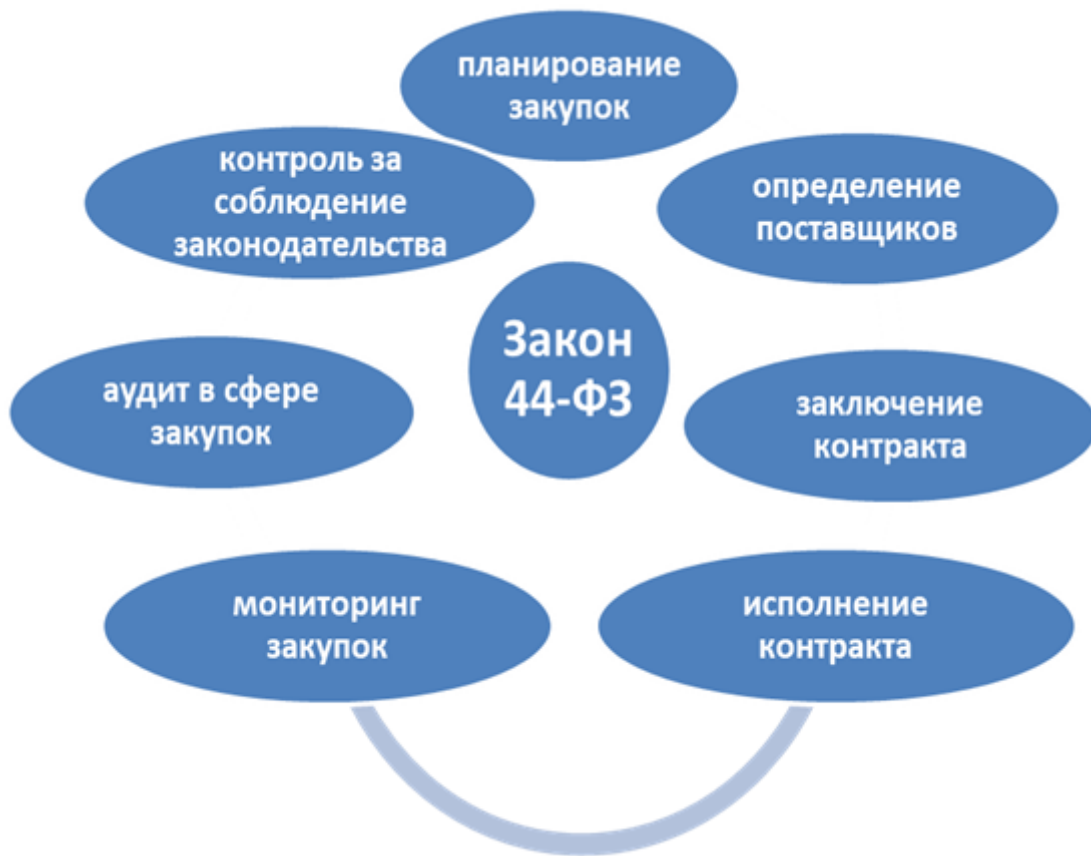 планирование
закупок
контроль за
соблюдение
законодательства
определение
поставщиков
Закон
44-ФЗ
аудит в сфере
закупок
заключение
контракта
мониторинг
закупок
исполнение
контракта